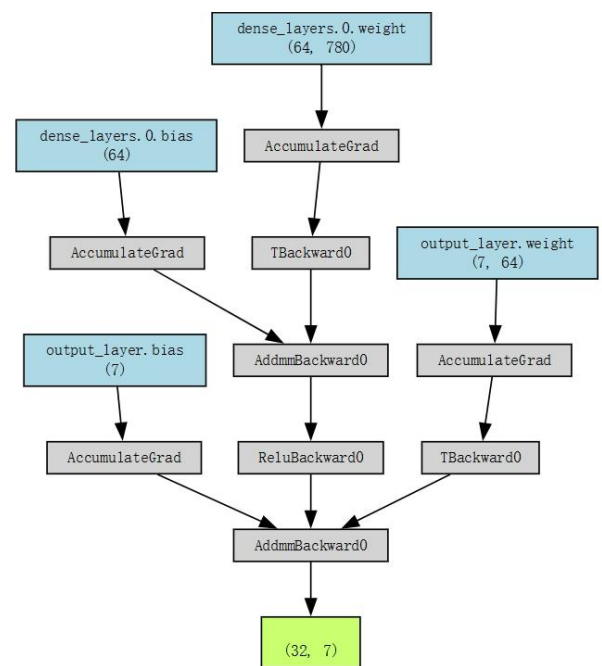 dense_layers.0.weight
(64, 780)
dense_layers.0.bias
(64)
AccumulateGrad
AccumulateGrad
TBackward0
output_layer.weight
(7, 64)
output_layer.bias
(7)
AddmmBackward0
AccumulateGrad
AccumulateGrad
ReluBackward0
TBackward0
AddmmBackward0
(32, 7)